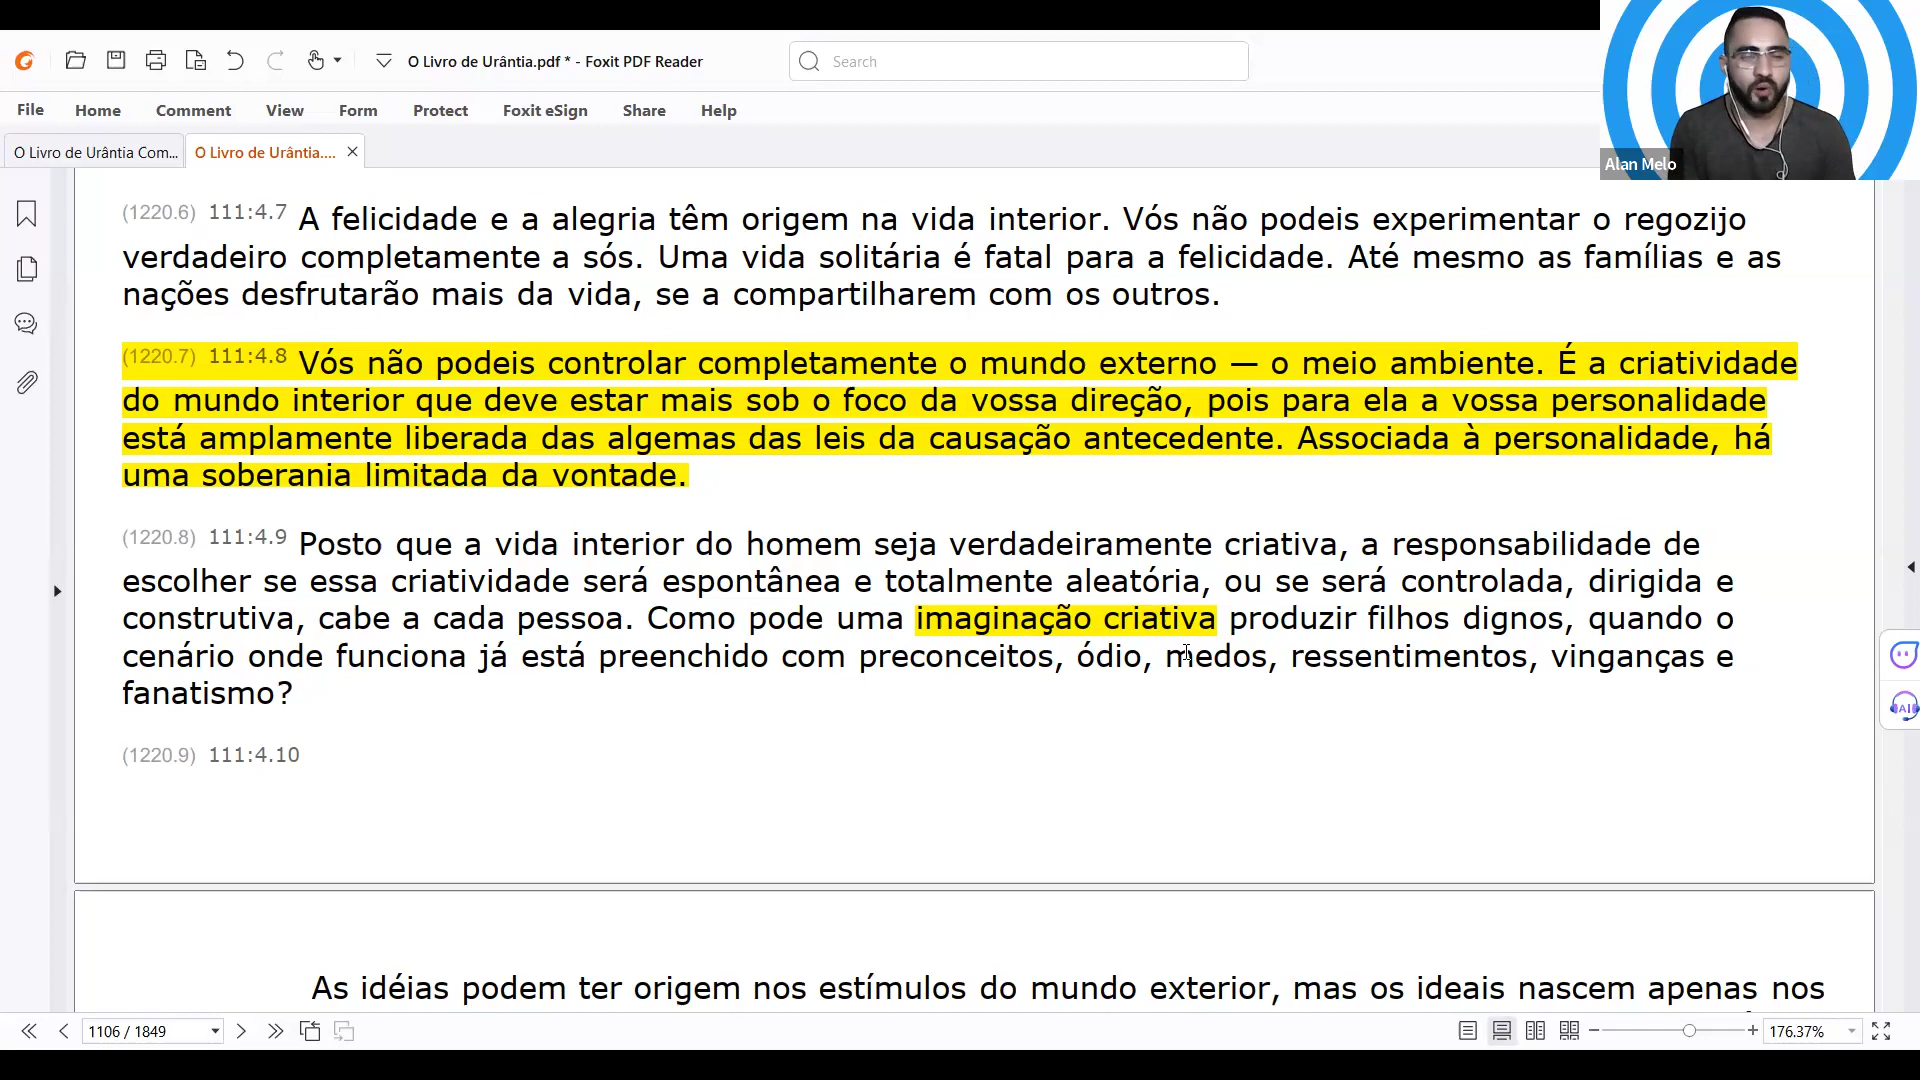 O Livro de Urântia.pdf * - Foxit PDF Reader
Search
File Home Comment View Form Protect Foxit eSign Share Help
Alan Melo
O Livro de Urântia Com... O Livro de Urântia....
(1220.6) 111:4.7 A felicidade e a alegria têm origem na vida interior. Vós não podeis experimentar o regozijo
verdadeiro completamente a sós. Uma vida solitária é fatal para a felicidade. Até mesmo as famílias e as
nações desfrutarão mais da vida, se a compartilharem com os outros.
(1220.7) 111:4.8 Vós não podeis controlar completamente o mundo externo — o meio ambiente. É a criatividade
do mundo interior que deve estar mais sob o foco da vossa direção, pois para ela a vossa personalidade
está amplamente liberada das algemas das leis da causação antecedente. Associada à personalidade, há
uma soberania limitada da vontade.
(1220.8) 111:4.9 Posto que a vida interior do homem seja verdadeiramente criativa, a responsabilidade de
escolher se essa criatividade será espontânea e totalmente aleatória, ou se será controlada, dirigida e
construtiva, cabe a cada pessoa. Como pode uma imaginação criativa produzir filhos dignos, quando o
cenário onde funciona já está preenchido com preconceitos, ódio, medos, ressentimentos, vinganças e
fanatismo?
AI
(1220.9) 111:4.10
As idéias podem ter origem nos estímulos do mundo exterior, mas os ideais nascem apenas nos
1106 / 1849
176.37%